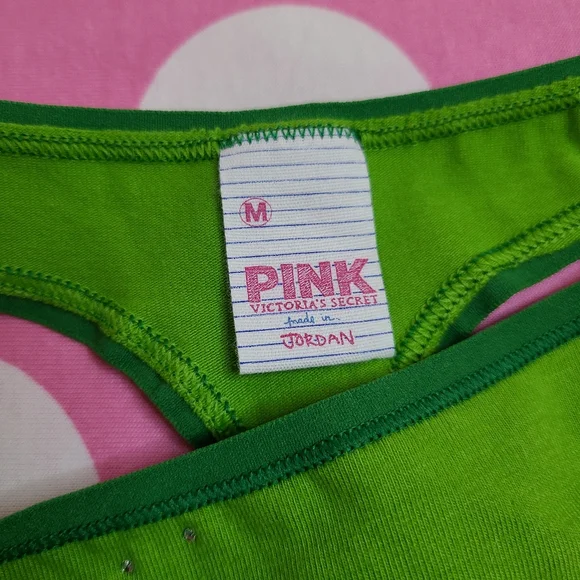 M
PINK
VICTORIA'S SECRET
made in
JORDAN